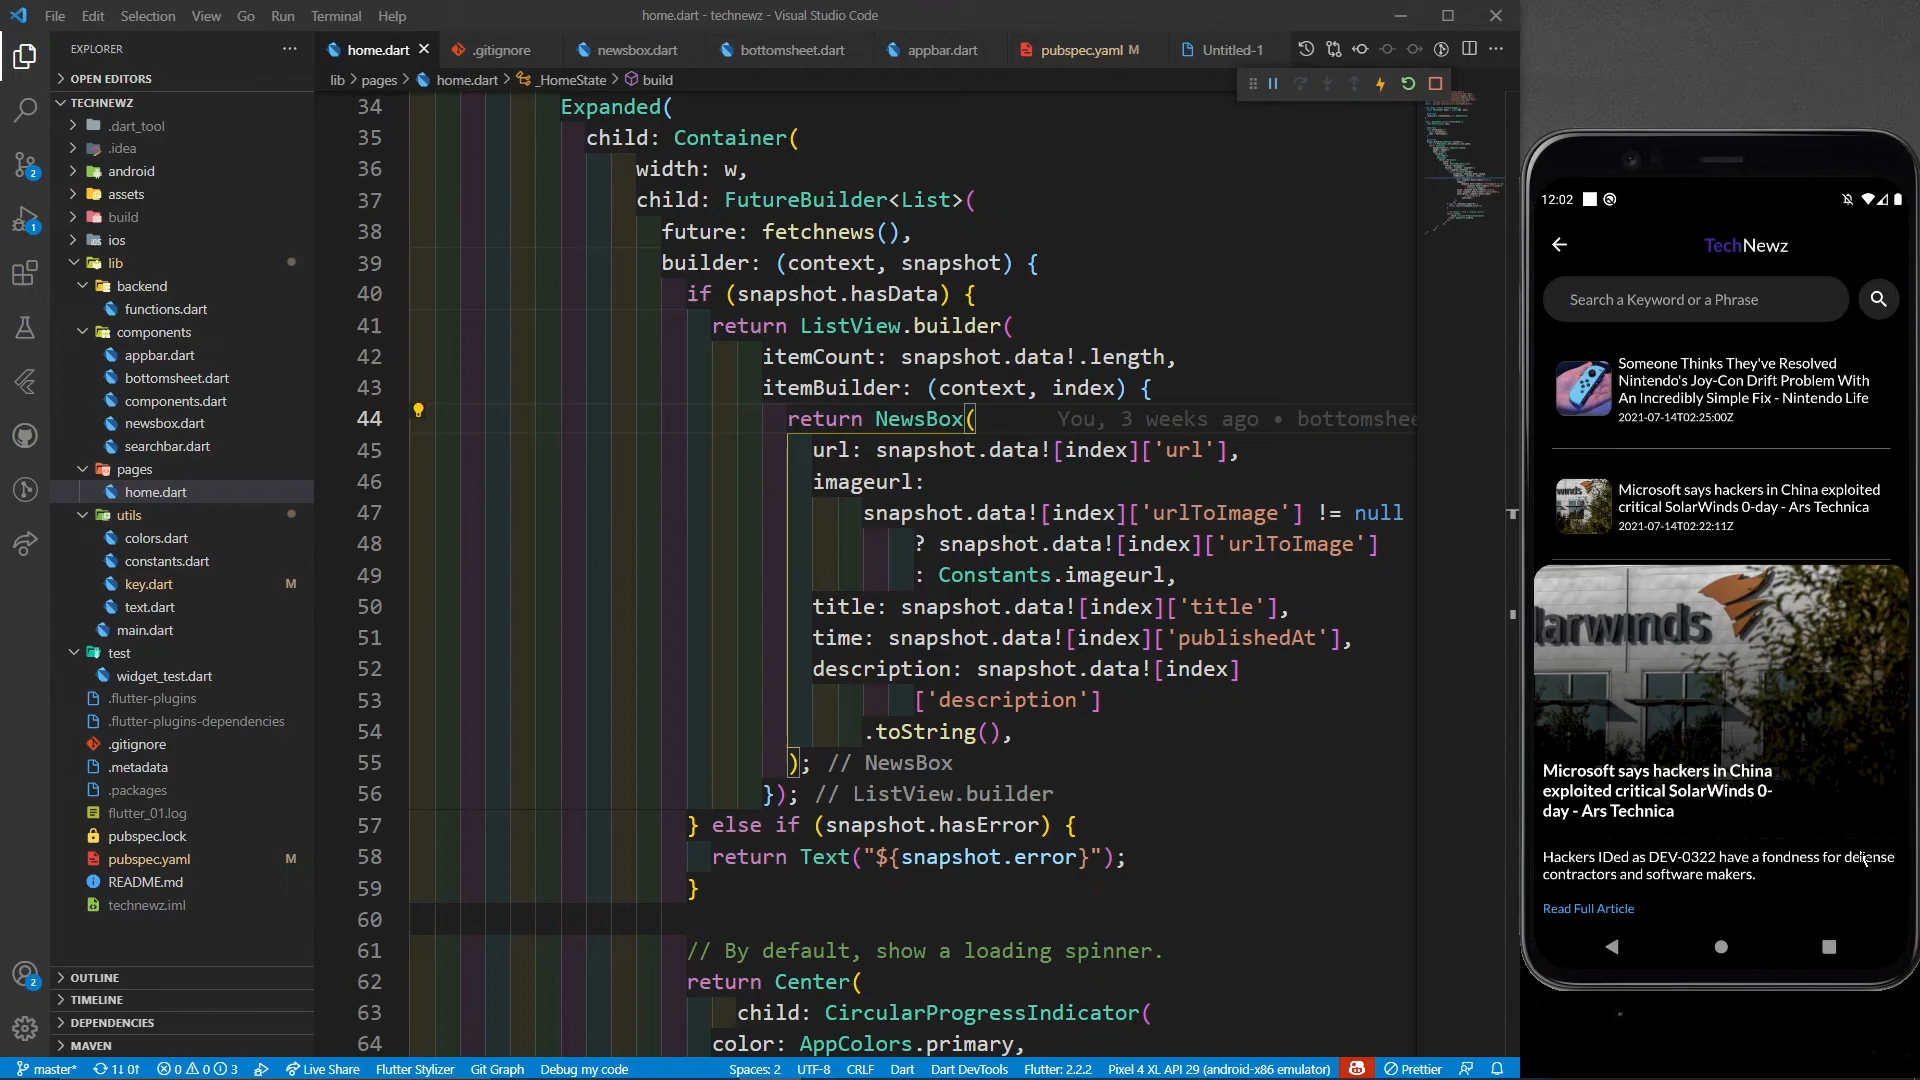 File Edit Selection View Go Run Terminal Help
home.dart - technewz - Visual Studio Code
EXPLORER
OPEN EDITORS
TECHNEWZ
.dart_tool
.idea
android
assets
build
ios
lib
backend
functions.dart
components
appbar.dart
bottomsheet.dart
components.dart
newsbox.dart
searchbar.dart
pages
home.dart
utils
colors.dart
constants.dart
key.dart M
text.dart
main.dart
test
widget_test.dart
.flutter-plugins
.flutter-plugins-dependencies
.gitignore
.metadata
.packages
flutter_01.log
pubspec.lock
pubspec.yaml M
README.md
technewz.iml
OUTLINE
TIMELINE
DEPENDENCIES
MAVEN
2
1
2
home.dart .gitignore newsbox.dart bottomsheet.dart appbar.dart pubspec.yaml M Untitled-1
lib > pages > home.dart > _HomeState > build
34 Expanded(
35 child: Container(
36 width: w,
37 child: FutureBuilder<List>(
38 future: fetchnews(),
39 builder: (context, snapshot) {
40 if (snapshot.hasData) {
41 return ListView.builder(
42 itemCount: snapshot.data!.length,
43 itemBuilder: (context, index) {
44 return NewsBox( You, 3 weeks ago • bottomshee
45 url: snapshot.data![index]['url'],
46 imageurl:
47 snapshot.data![index]['urlToImage'] != null
48 ? snapshot.data![index]['urlToImage']
49 : Constants.imageurl,
50 title: snapshot.data![index]['title'],
51 time: snapshot.data![index]['publishedAt'],
52 description: snapshot.data![index]
53 ['description']
54 .toString(),
55 ); // NewsBox
56 }); // ListView.builder
57 } else if (snapshot.hasError) {
58 return Text("${snapshot.error}");
59 }
60
61 // By default, show a loading spinner.
62 return Center(
63 child: CircularProgressIndicator(
64 color: AppColors.primary,
12:02
TechNewz
Search a Keyword or a Phrase
Someone Thinks They've Resolved
Nintendo's Joy-Con Drift Problem With
An Incredibly Simple Fix - Nintendo Life
2021-07-14T02:25:00Z
Microsoft says hackers in China exploited
critical SolarWinds 0-day - Ars Technica
2021-07-14T02:22:11Z
arwinds
Microsoft says hackers in China
exploited critical SolarWinds 0-
day - Ars Technica
Hackers IDed as DEV-0322 have a fondness for defense
contractors and software makers.
Read Full Article
master* 1↓ 0↑ 0 0 3 Live Share Flutter Stylizer Git Graph Debug my code Spaces: 2 UTF-8 CRLF Dart Dart DevTools Flutter: 2.2.2 Pixel 4 XL API 29 (android-x86 emulator) Prettier